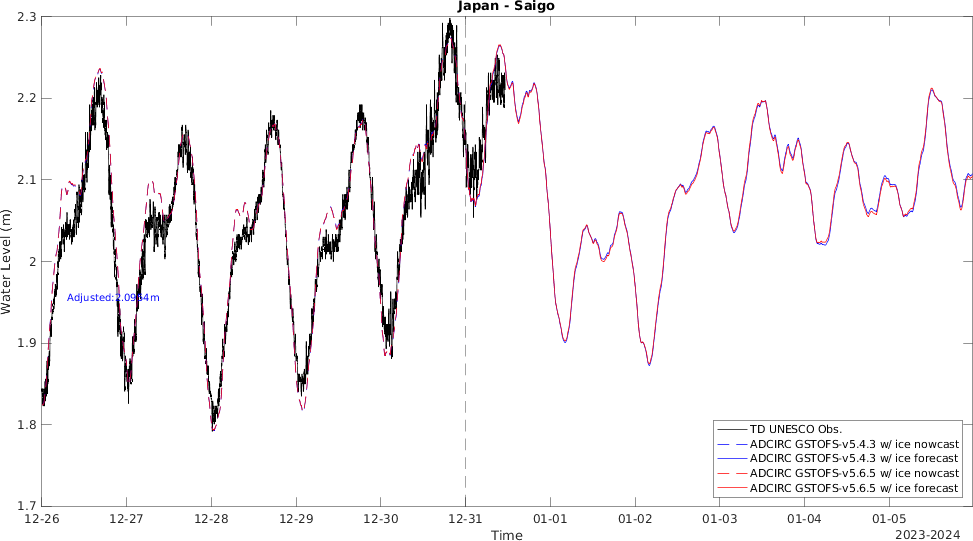 Japan - Saigo
2.3
2.2
2.1
2
1.9
1.8
1.7
Water Level (m)
Adjusted:2.0964m
TD UNESCO Obs.
ADCIRC GSTOFS-v5.4.3 w/ ice nowcast
ADCIRC GSTOFS-v5.4.3 w/ ice forecast
ADCIRC GSTOFS-v5.6.5 w/ ice nowcast
ADCIRC GSTOFS-v5.6.5 w/ ice forecast
12-26 12-27 12-28 12-29 12-30 12-31 01-01 01-02 01-03 01-04 01-05
Time
2023-2024